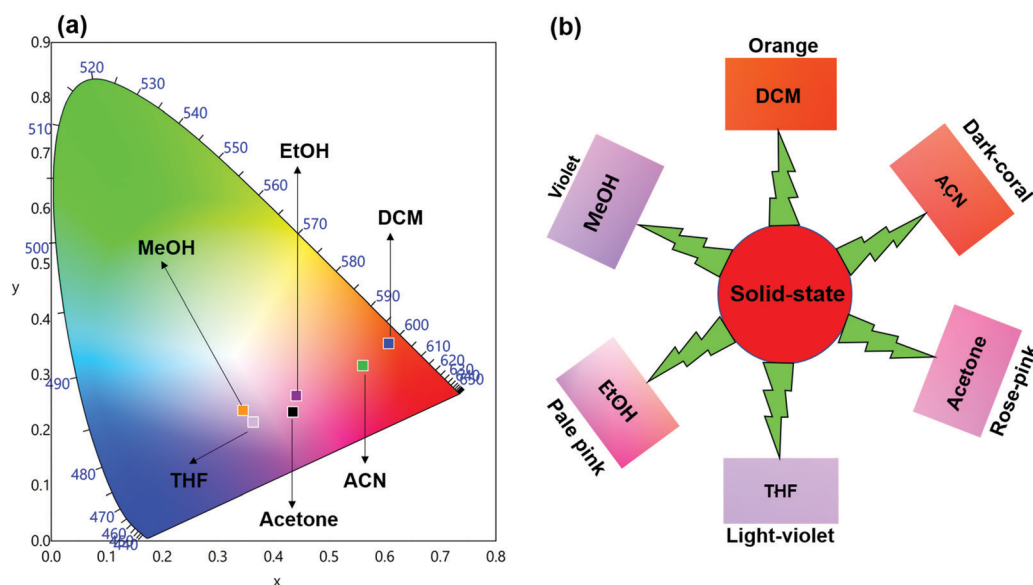 (a)
0.9
0.8
0.7
0.6
0.5
0.4
0.3
0.2
0.1
0.0
y
0.0 0.1 0.2 0.3 0.4 0.5 0.6 0.7 0.8
x
520
530
540
550
560
570
580
590
600
610
620
630
640
650
510
500
490
480
470
460
450
440
EtOH
DCM
MeOH
THF
Acetone
ACN
(b)
Orange
DCM
Dark-coral
ACN
Violet
MeOH
Solid-state
Acetone
Rose-pink
EtOH
Pale pink
THF
Light-violet